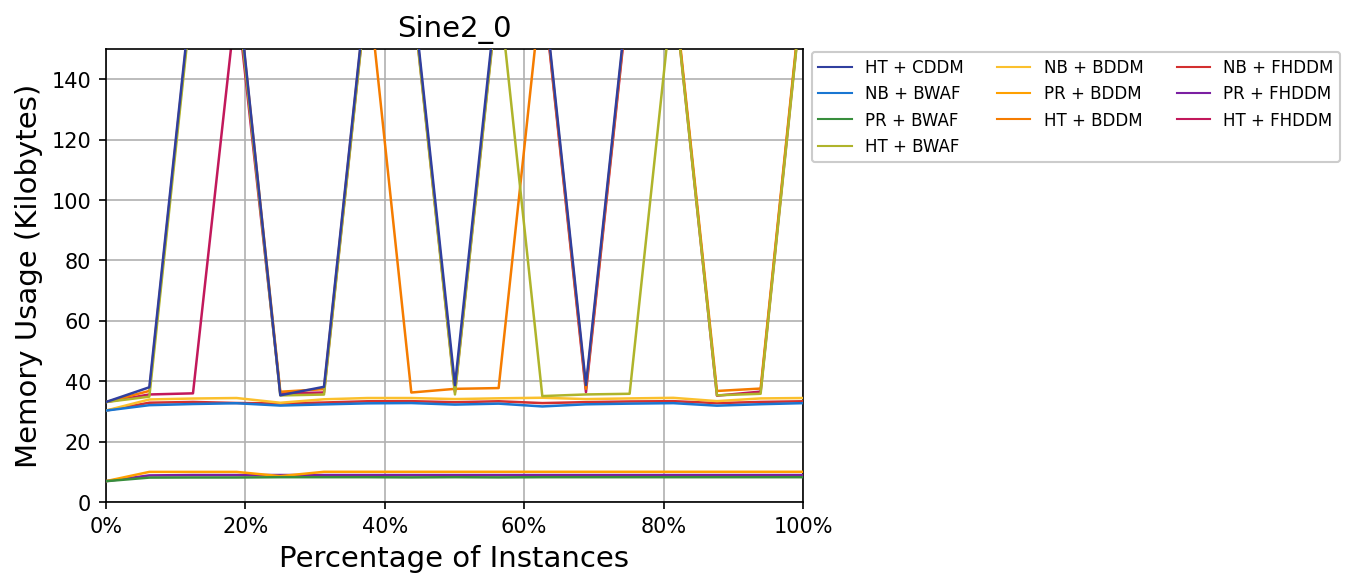 Sine2_0
Memory Usage (Kilobytes)
140
120
100
80
60
40
20
0
0% 20% 40% 60% 80% 100%
Percentage of Instances
HT + CDDM NB + BDDM NB + FHDDM
NB + BWAF PR + BDDM PR + FHDDM
PR + BWAF HT + BDDM HT + FHDDM
HT + BWAF